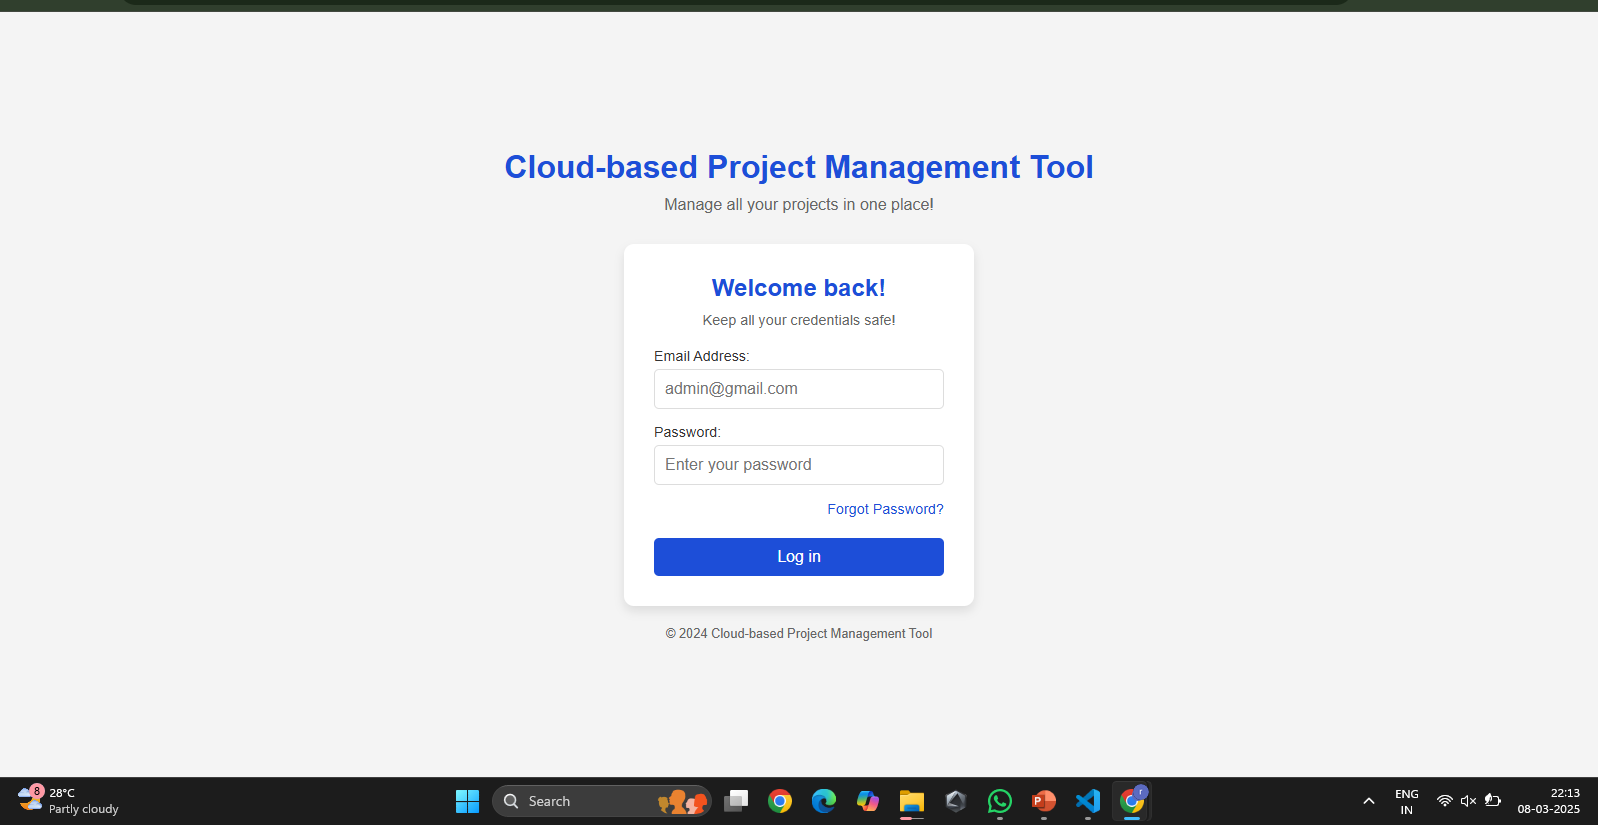 Cloud-based Project Management Tool
Manage all your projects in one place!
Welcome back!
Keep all your credentials safe!
Email Address:
admin@gmail.com
Password:
Enter your password
Forgot Password?
Log in
© 2024 Cloud-based Project Management Tool
8
28°C
Partly cloudy
Search
P
r
ENG
IN
22:13
08-03-2025